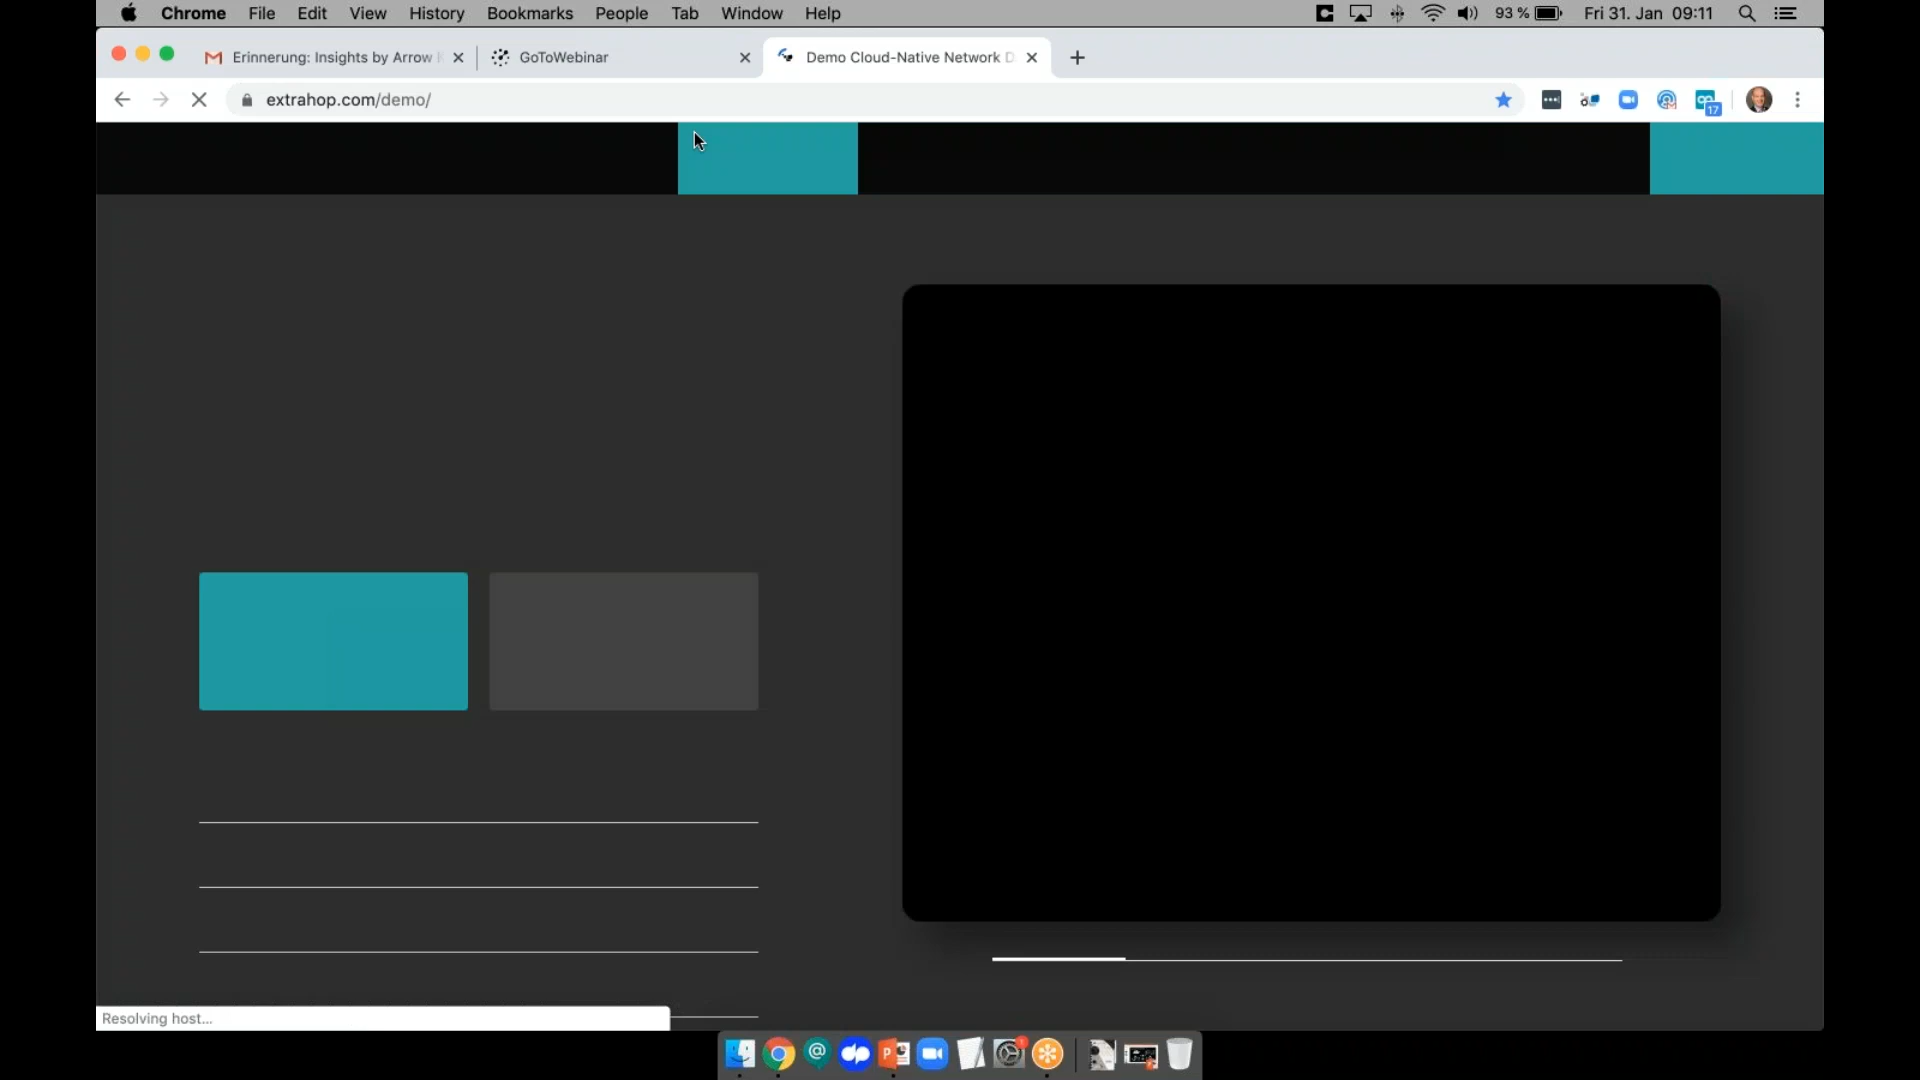 Chrome File Edit View History Bookmarks People Tab Window Help 93 % Fri 31. Jan 09:11
Erinnerung: Insights by Arrow GoToWebinar Demo Cloud-Native Network D
extrahop.com/demo/ 17
Resolving host...